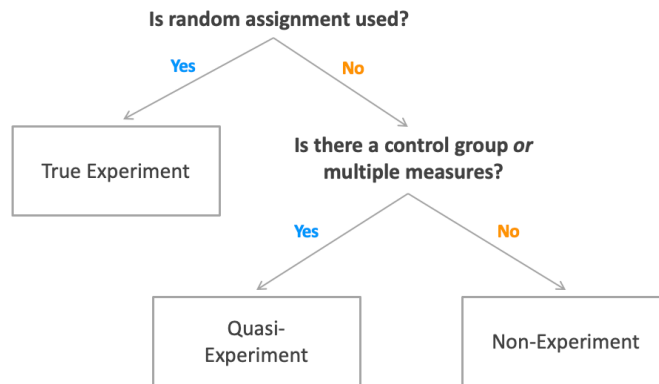 Is random assignment used?
Yes
No
True Experiment
Is there a control group or
multiple measures?
Yes
No
Quasi-
Experiment
Non-Experiment